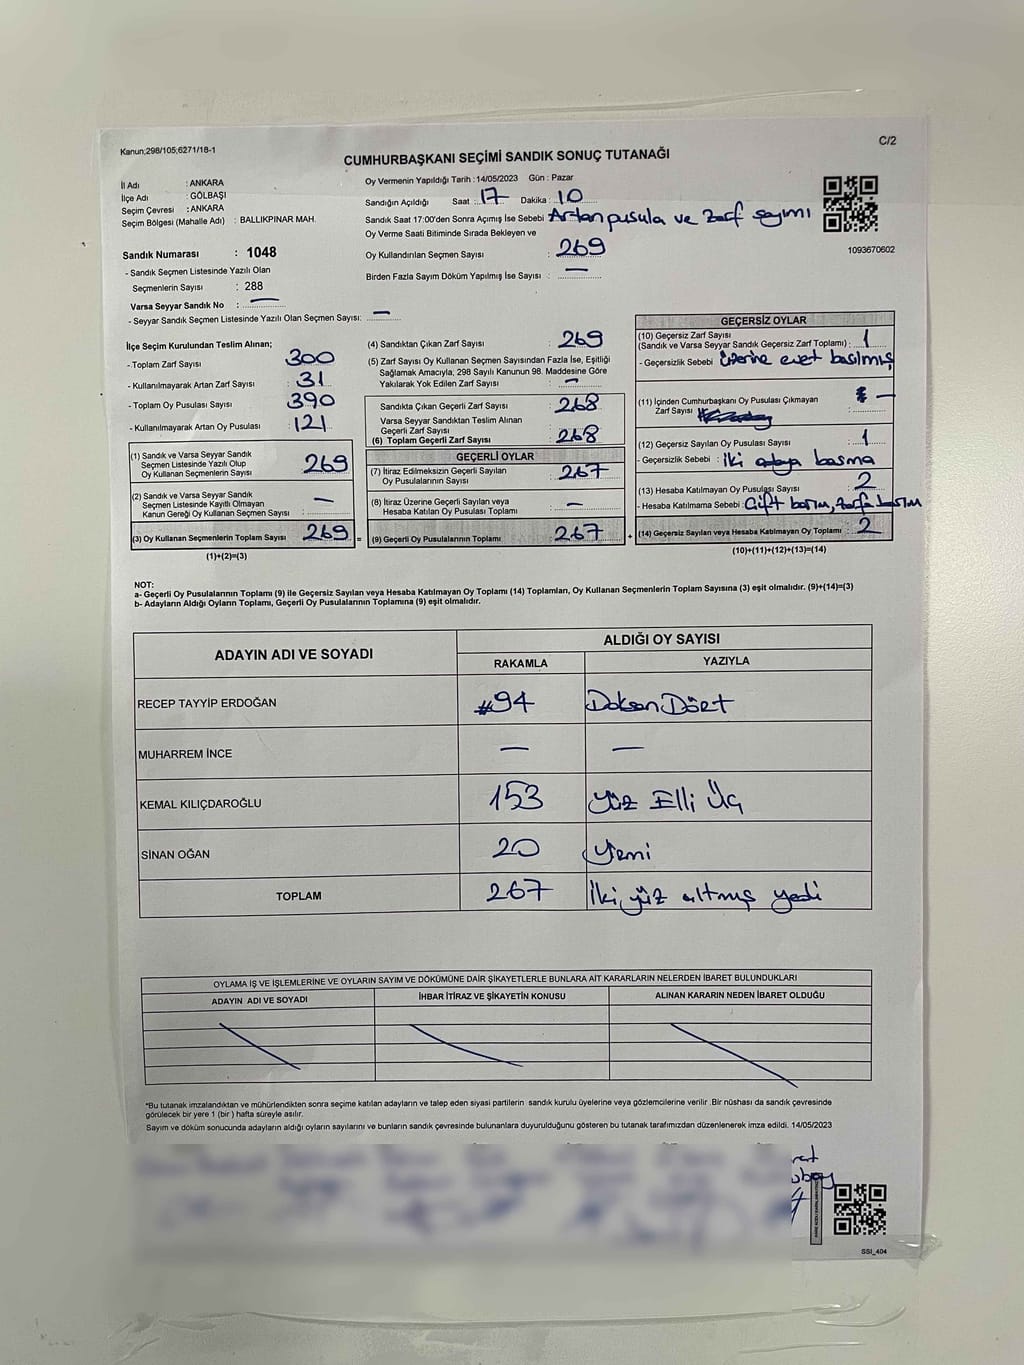 Kanun;298/105;6271/18-1
C/2
CUMHURBAŞKANI SEÇİMİ SANDIK SONUÇ TUTANAĞI
İl Adı : ANKARA
İlçe Adı : GÖLBAŞI
Seçim Çevresi : ANKARA
Seçim Bölgesi (Mahalle Adı) : BALLIKPINAR MAH.
Oy Vermenin Yapıldığı Tarih : 14/05/2023 Gün : Pazar
Sandığın Açıldığı Saat : 17 Dakika : 10
Sandık Saat 17:00'den Sonra Açılmış İse Sebebi : Artan pusula ve zarf sayımı
Oy Verme Saati Bitiminde Sırada Bekleyen ve
Oy Kullandırılan Seçmen Sayısı : 269
Birden Fazla Sayım Döküm Yapılmış İse Sayısı : —
1093670602
Sandık Numarası : 1048
- Sandık Seçmen Listesinde Yazılı Olan
Seçmenlerin Sayısı : 288
Varsa Seyyar Sandık No : —
- Seyyar Sandık Seçmen Listesinde Yazılı Olan Seçmen Sayısı: —
İlçe Seçim Kurulundan Teslim Alınan;
- Toplam Zarf Sayısı : 300
- Kullanılmayarak Artan Zarf Sayısı : 31
- Toplam Oy Pusulası Sayısı : 390
- Kullanılmayarak Artan Oy Pusulası : 121
(1) Sandık ve Varsa Seyyar Sandık
Seçmen Listesinde Yazılı Olup
Oy Kullanan Seçmenlerin Sayısı : 269
(2) Sandık ve Varsa Seyyar Sandık
Seçmen Listesinde Kayıtlı Olmayan
Kanun Gereği Oy Kullanan Seçmen Sayısı : —
(3) Oy Kullanan Seçmenlerin Toplam Sayısı : 269 =
(1)+(2)=(3)
(4) Sandıktan Çıkan Zarf Sayısı : 269
(5) Zarf Sayısı Oy Kullanan Seçmen Sayısından Fazla İse, Eşitliği
Sağlamak Amacıyla, 298 Sayılı Kanunun 98. Maddesine Göre
Yakılarak Yok Edilen Zarf Sayısı : —
Sandıkta Çıkan Geçerli Zarf Sayısı : 268
Varsa Seyyar Sandıktan Teslim Alınan
Geçerli Zarf Sayısı
(6) Toplam Geçerli Zarf Sayısı : 268
GEÇERLİ OYLAR
(7) İtiraz Edilmeksizin Geçerli Sayılan
Oy Pusulasının Sayısı : 267
(8) İtiraz Üzerine Geçerli Sayılan veya
Hesaba Katılan Oy Pusulası Toplamı : —
(9) Geçerli Oy Pusulalarının Toplamı : 267 +
GEÇERSİZ OYLAR
(10) Geçersiz Zarf Sayısı
(Sandık ve Varsa Seyyar Sandık Geçersiz Zarf Toplamı) : 1
- Geçersizlik Sebebi : Üzerine evet basılmış
(11) İçinden Cumhurbaşkanı Oy Pusulası Çıkmayan
Zarf Sayısı : —
(12) Geçersiz Sayılan Oy Pusulası Sayısı : 1
- Geçersizlik Sebebi : İki adaya basma
(13) Hesaba Katılmayan Oy Pusulası Sayısı : 2
- Hesaba Katılmama Sebebi : Çift basım, zarfa basım
(14) Geçersiz Sayılan veya Hesaba Katılmayan Oy Toplamı : 2
(10)+(11)+(12)+(13)=(14)
NOT:
a- Geçerli Oy Pusulalarının Toplamı (9) ile Geçersiz Sayılan veya Hesaba Katılmayan Oy Toplamı (14) Toplamları, Oy Kullanan Seçmenlerin Toplam Sayısına (3) eşit olmalıdır. (9)+(14)=(3)
b- Adayların Aldığı Oyların Toplamı, Geçerli Oy Pusulalarının Toplamına (9) eşit olmalıdır.
ADAYIN ADI VE SOYADI
ALDIĞI OY SAYISI
RAKAMLA YAZIYLA
RECEP TAYYİP ERDOĞAN 94 Doksan Dört
MUHARREM İNCE — —
KEMAL KILIÇDAROĞLU 153 Yüz Elli Üç
SİNAN OĞAN 20 Yirmi
TOPLAM 267 İki yüz altmış yedi
OYLAMA İŞ VE İŞLEMLERİNE VE OYLARIN SAYIM VE DÖKÜMÜNE DAİR ŞİKAYETLERLE BUNLARA AİT KARARLARIN NELERDEN İBARET BULUNDUKLARI
ADAYIN ADI VE SOYADI İHBAR İTİRAZ VE ŞİKAYETİN KONUSU ALINAN KARARIN NEDEN İBARET OLDUĞU
*Bu tutanak imzalandıktan ve mühürlendikten sonra seçime katılan adayların ve talep eden siyasi partilerin sandık kurulu üyelerine veya gözlemcilerine verilir .Bir nüshası da sandık çevresinde
görülecek bir yere 1 (bir ) hafta süreyle asılır.
Sayım ve döküm sonucunda adayların aldığı oyların sayılarını ve bunların sandık çevresinde bulunanlara duyurulduğunu gösteren bu tutanak tarafımızdan düzenlenerek imza edildi. 14/05/2023
SSI_404